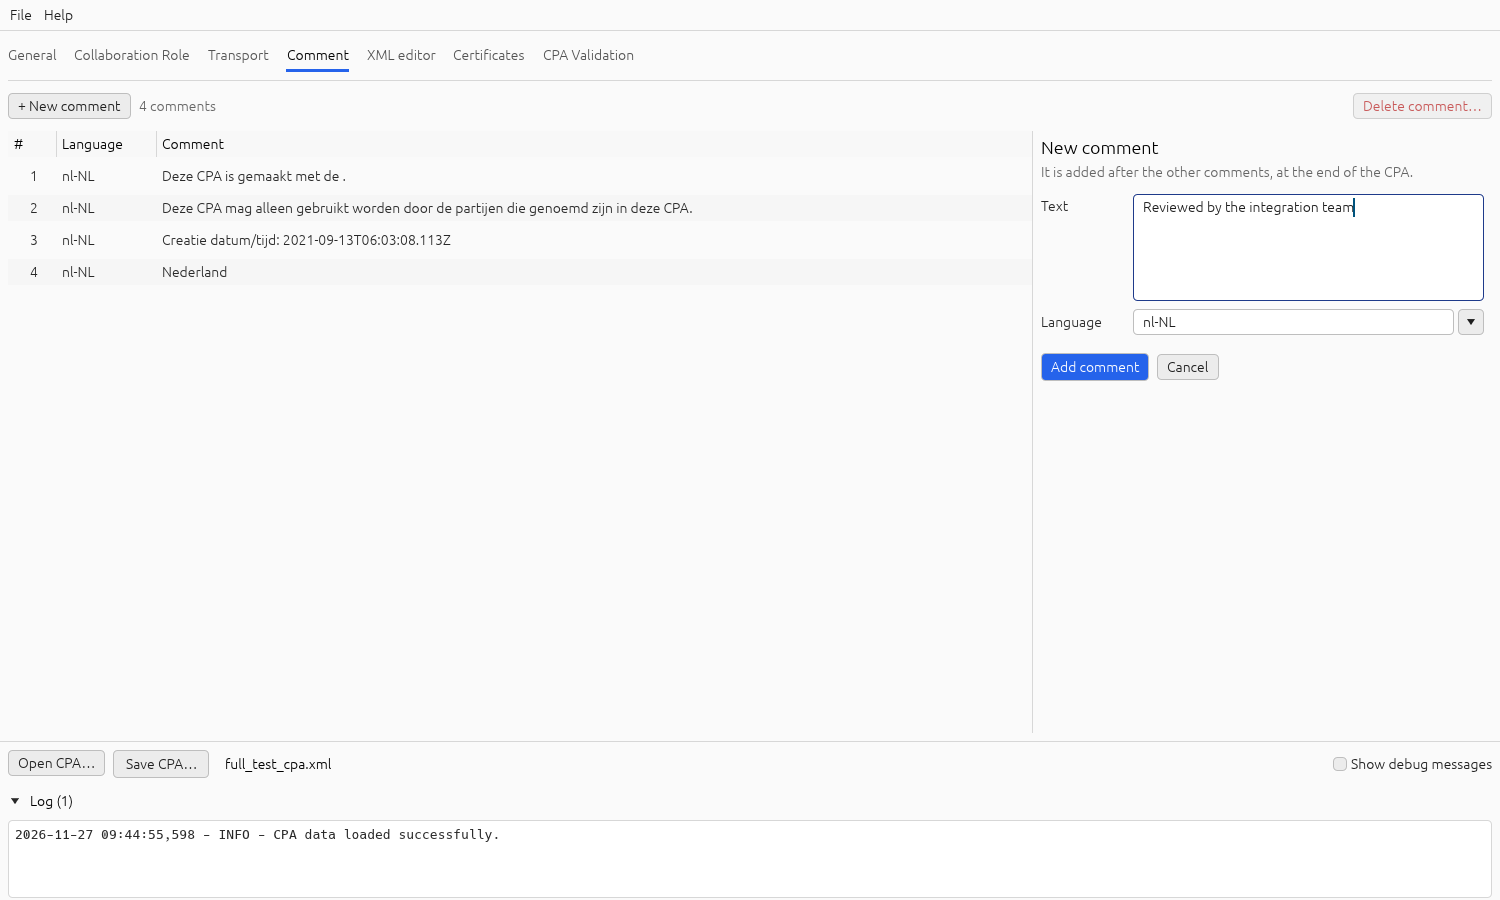 File Help
General Collaboration Role Transport Comment XML editor Certificates CPA Validation
+ New comment 4 comments Delete comment…
# Language Comment
1 nl-NL Deze CPA is gemaakt met de .
2 nl-NL Deze CPA mag alleen gebruikt worden door de partijen die genoemd zijn in deze CPA.
3 nl-NL Creatie datum/tijd: 2021-09-13T06:03:08.113Z
4 nl-NL Nederland
New comment
It is added after the other comments, at the end of the CPA.
Text Reviewed by the integration team
Language nl-NL
Add comment Cancel
Open CPA… Save CPA… full_test_cpa.xml Show debug messages
Log (1)
2026-11-27 09:44:55,598 - INFO - CPA data loaded successfully.